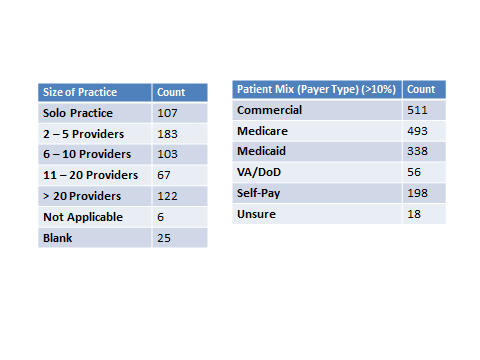 Size of Practice Count
Solo Practice 107
2 – 5 Providers 183
6 – 10 Providers 103
11 – 20 Providers 67
> 20 Providers 122
Not Applicable 6
Blank 25
Patient Mix (Payer Type) (>10%) Count
Commercial 511
Medicare 493
Medicaid 338
VA/DoD 56
Self-Pay 198
Unsure 18